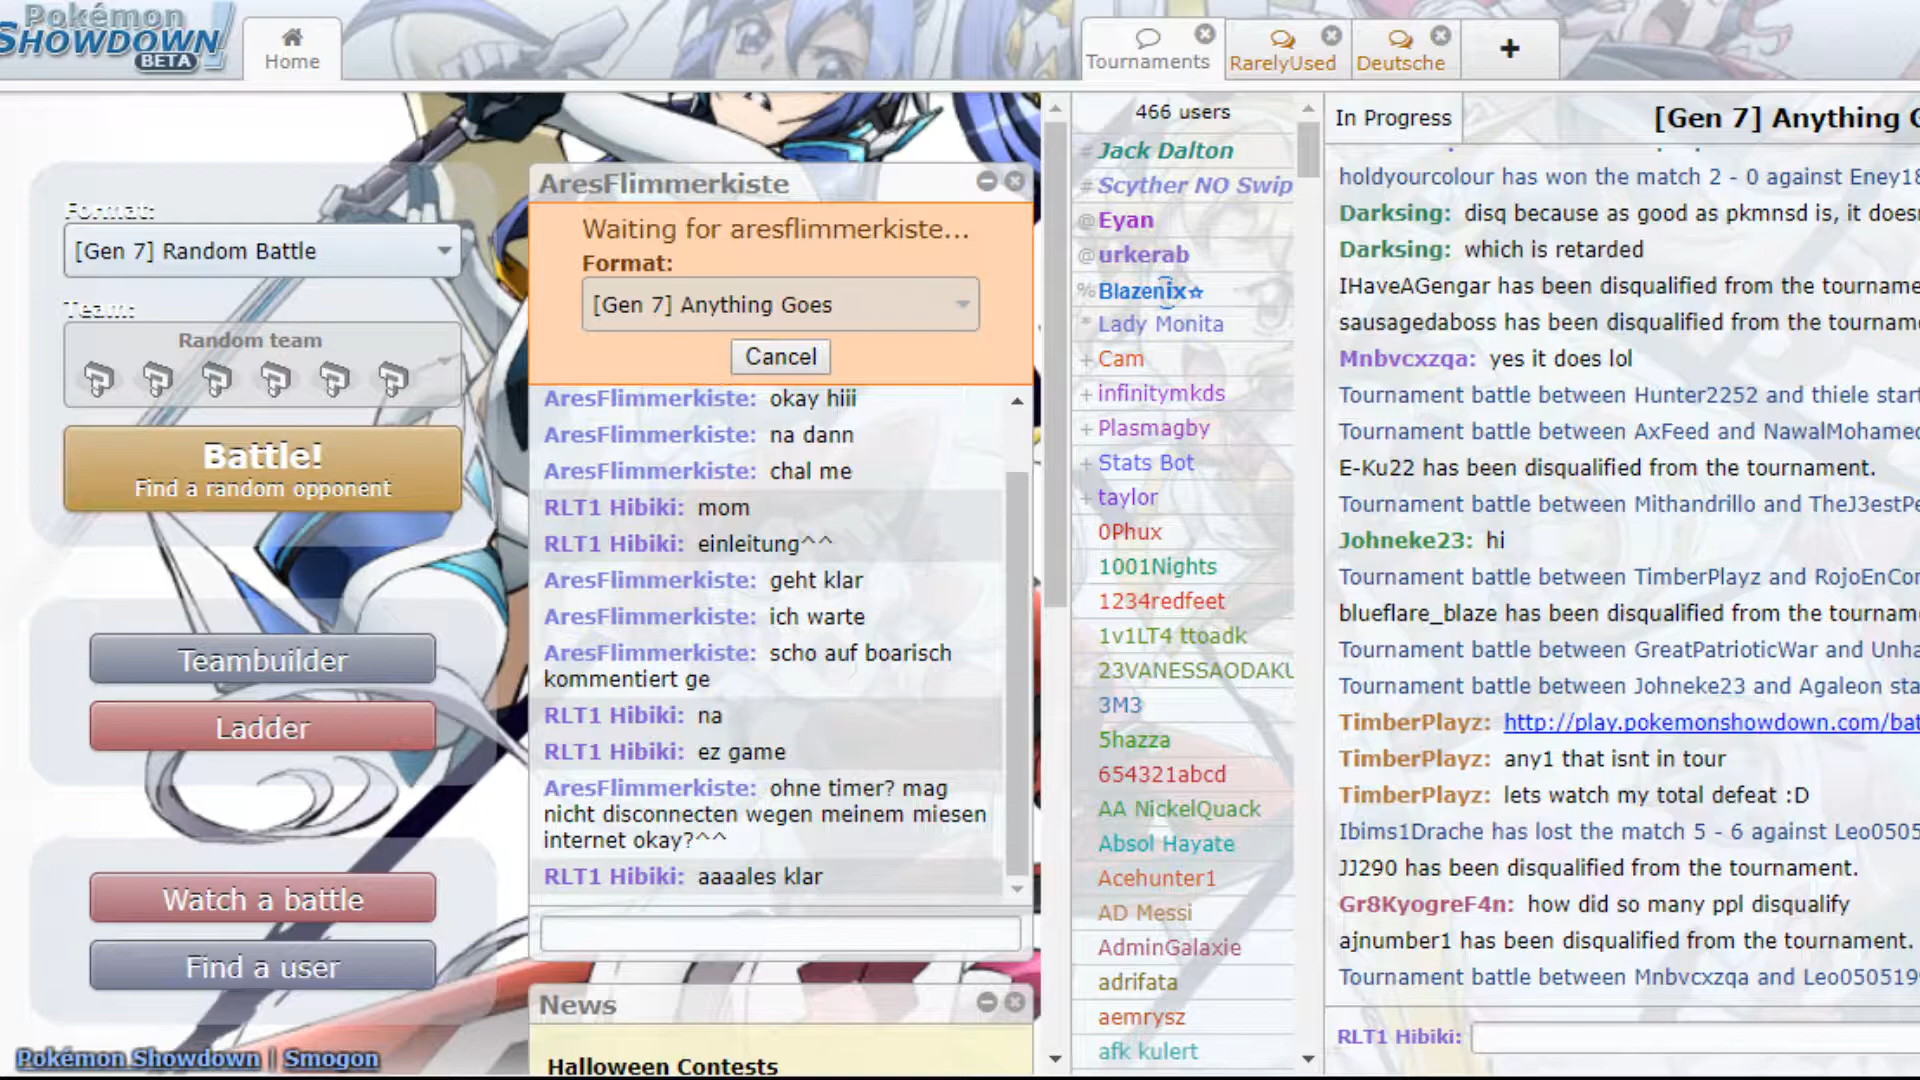 Pokémon
SHOWDOWN!
BETA
Home
Tournaments
RarelyUsed
Deutsche
+
Format:
[Gen 7] Random Battle
Team:
Random team
Battle!
Find a random opponent
Teambuilder
Ladder
Watch a battle
Find a user
Pokémon Showdown | Smogon
AresFlimmerkiste
Waiting for aresflimmerkiste...
Format:
[Gen 7] Anything Goes
Cancel
AresFlimmerkiste: okay hiii
AresFlimmerkiste: na dann
AresFlimmerkiste: chal me
RLT1 Hibiki: mom
RLT1 Hibiki: einleitung^^
AresFlimmerkiste: geht klar
AresFlimmerkiste: ich warte
AresFlimmerkiste: scho auf boarisch
kommentiert ge
RLT1 Hibiki: na
RLT1 Hibiki: ez game
AresFlimmerkiste: ohne timer? mag
nicht disconnecten wegen meinem miesen
internet okay?^^
RLT1 Hibiki: aaaales klar
News
Halloween Contests
466 users
#Jack Dalton
#Scyther NO Swip
@Eyan
@urkerab
%Blazenix☆
*Lady Monita
+Cam
+infinitymkds
+Plasmagby
+Stats Bot
+taylor
0Phux
1001Nights
1234redfeet
1v1LT4 ttoadk
23VANESSAODAKU
3M3
5hazza
654321abcd
AA NickelQuack
Absol Hayate
Acehunter1
AD Messi
AdminGalaxie
adrifata
aemrysz
afk kulert
In Progress
[Gen 7] Anything G
holdyourcolour has won the match 2 - 0 against Eney18
Darksing: disq because as good as pkmnsd is, it doesn
Darksing: which is retarded
IHaveAGengar has been disqualified from the tourname
sausagedaboss has been disqualified from the tourname
Mnbvcxzqa: yes it does lol
Tournament battle between Hunter2252 and thiele start
Tournament battle between AxFeed and NawalMohamed
E-Ku22 has been disqualified from the tournament.
Tournament battle between Mithandrillo and TheJ3estPe
Johneke23: hi
Tournament battle between TimberPlayz and RojoEnCor
blueflare_blaze has been disqualified from the tourname
Tournament battle between GreatPatrioticWar and Unha
Tournament battle between Johneke23 and Agaleon sta
TimberPlayz: http://play.pokemonshowdown.com/bat
TimberPlayz: any1 that isnt in tour
TimberPlayz: lets watch my total defeat :D
Ibims1Drache has lost the match 5 - 6 against Leo0505
JJ290 has been disqualified from the tournament.
Gr8KyogreF4n: how did so many ppl disqualify
ajnumber1 has been disqualified from the tournament.
Tournament battle between Mnbvcxzqa and Leo0505199
RLT1 Hibiki: